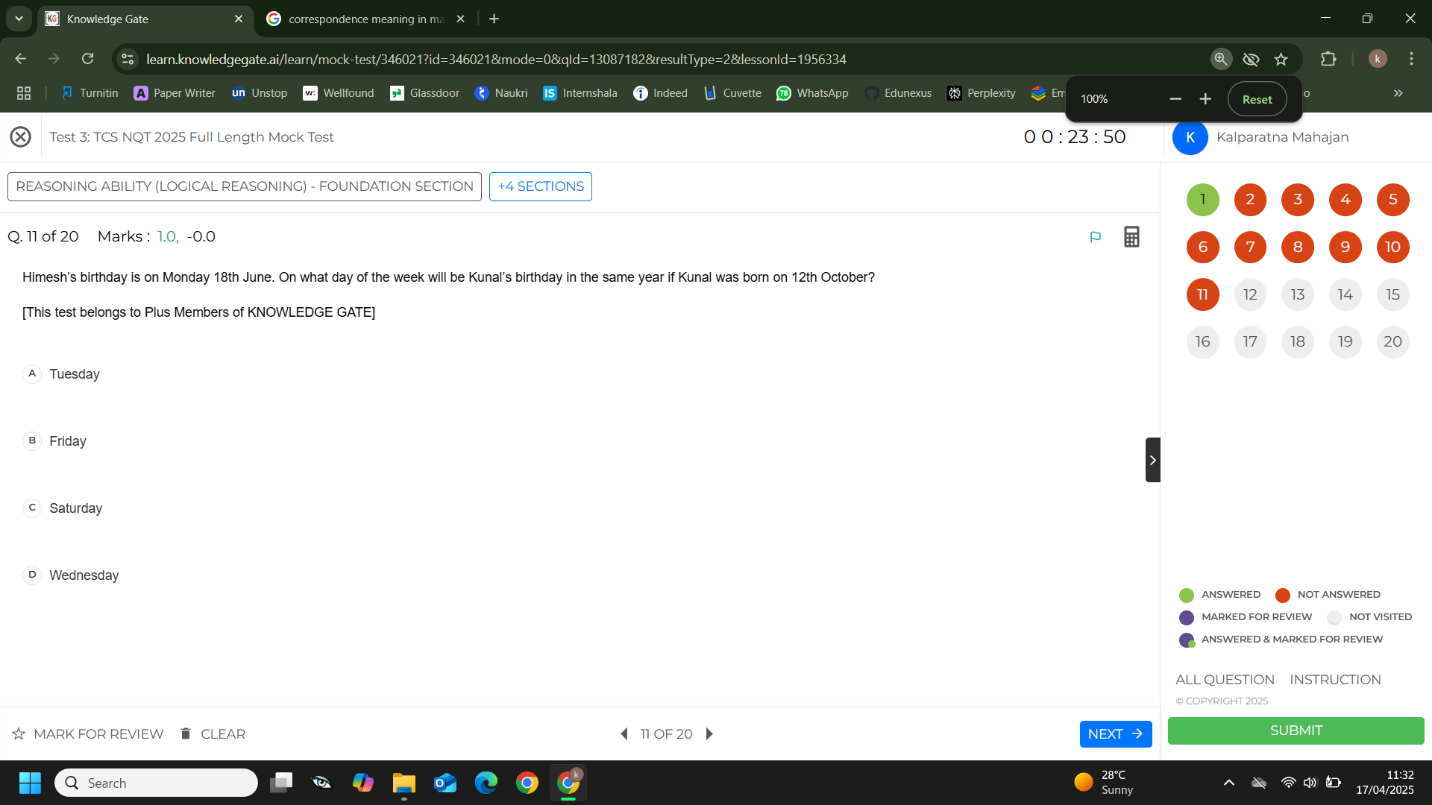 Knowledge Gate
correspondence meaning in ma
learn.knowledgegate.ai/learn/mock-test/346021?id=346021&mode=0&qId=13087182&resultType=2&lessonId=1956334
k
Turnitin
Paper Writer
Unstop
Wellfound
Glassdoor
Naukri
Internshala
Indeed
Cuvette
WhatsApp
Edunexus
Perplexity
Em
100%
Reset
Test 3: TCS NQT 2025 Full Length Mock Test
0 0 : 23 : 50
K
Kalparatna Mahajan
REASONING ABILITY (LOGICAL REASONING) - FOUNDATION SECTION
+4 SECTIONS
Q. 11 of 20 Marks : 1.0, -0.0
Himesh's birthday is on Monday 18th June. On what day of the week will be Kunal's birthday in the same year if Kunal was born on 12th October?
[This test belongs to Plus Members of KNOWLEDGE GATE]
A Tuesday
B Friday
C Saturday
D Wednesday
1 2 3 4 5
6 7 8 9 10
11 12 13 14 15
16 17 18 19 20
ANSWERED NOT ANSWERED
MARKED FOR REVIEW NOT VISITED
ANSWERED & MARKED FOR REVIEW
ALL QUESTION INSTRUCTION
© COPYRIGHT 2025
SUBMIT
MARK FOR REVIEW
CLEAR
11 OF 20
NEXT
Search
28°C
Sunny
11:32
17/04/2025